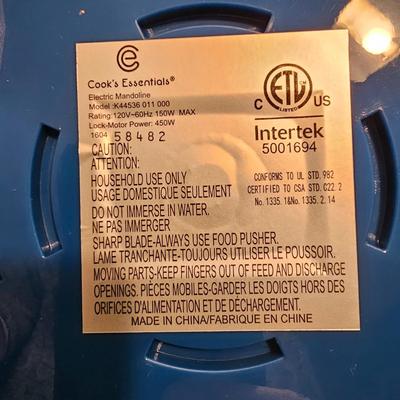 Cook's Essentials®
Electric Mandoline
Model :K44536 011 000
Rating:120V~60Hz 150W MAX
Lock-Motor Power: 450W
1604 58482
C ETL US
LISTED
Intertek
5001694
CONFORMS TO UL STD. 982
CERTIFIED TO CSA STD. C22.2
No. 1335.1&No. 1335.2.14
CAUTION:
ATTENTION:
HOUSEHOLD USE ONLY
USAGE DOMESTIQUE SEULEMENT
DO NOT IMMERSE IN WATER.
NE PAS IMMERGER
SHARP BLADE-ALWAYS USE FOOD PUSHER.
LAME TRANCHANTE-TOUJOURS UTILISER LE POUSSOIR.
MOVING PARTS-KEEP FINGERS OUT OF FEED AND DISCHARGE
OPENINGS. PIÈCES MOBILES-GARDER LES DOIGTS HORS DES
ORIFICES D'ALIMENTATION ET DE DÉCHARGE.
MADE IN CHINA/FABRIQUE EN CHINE